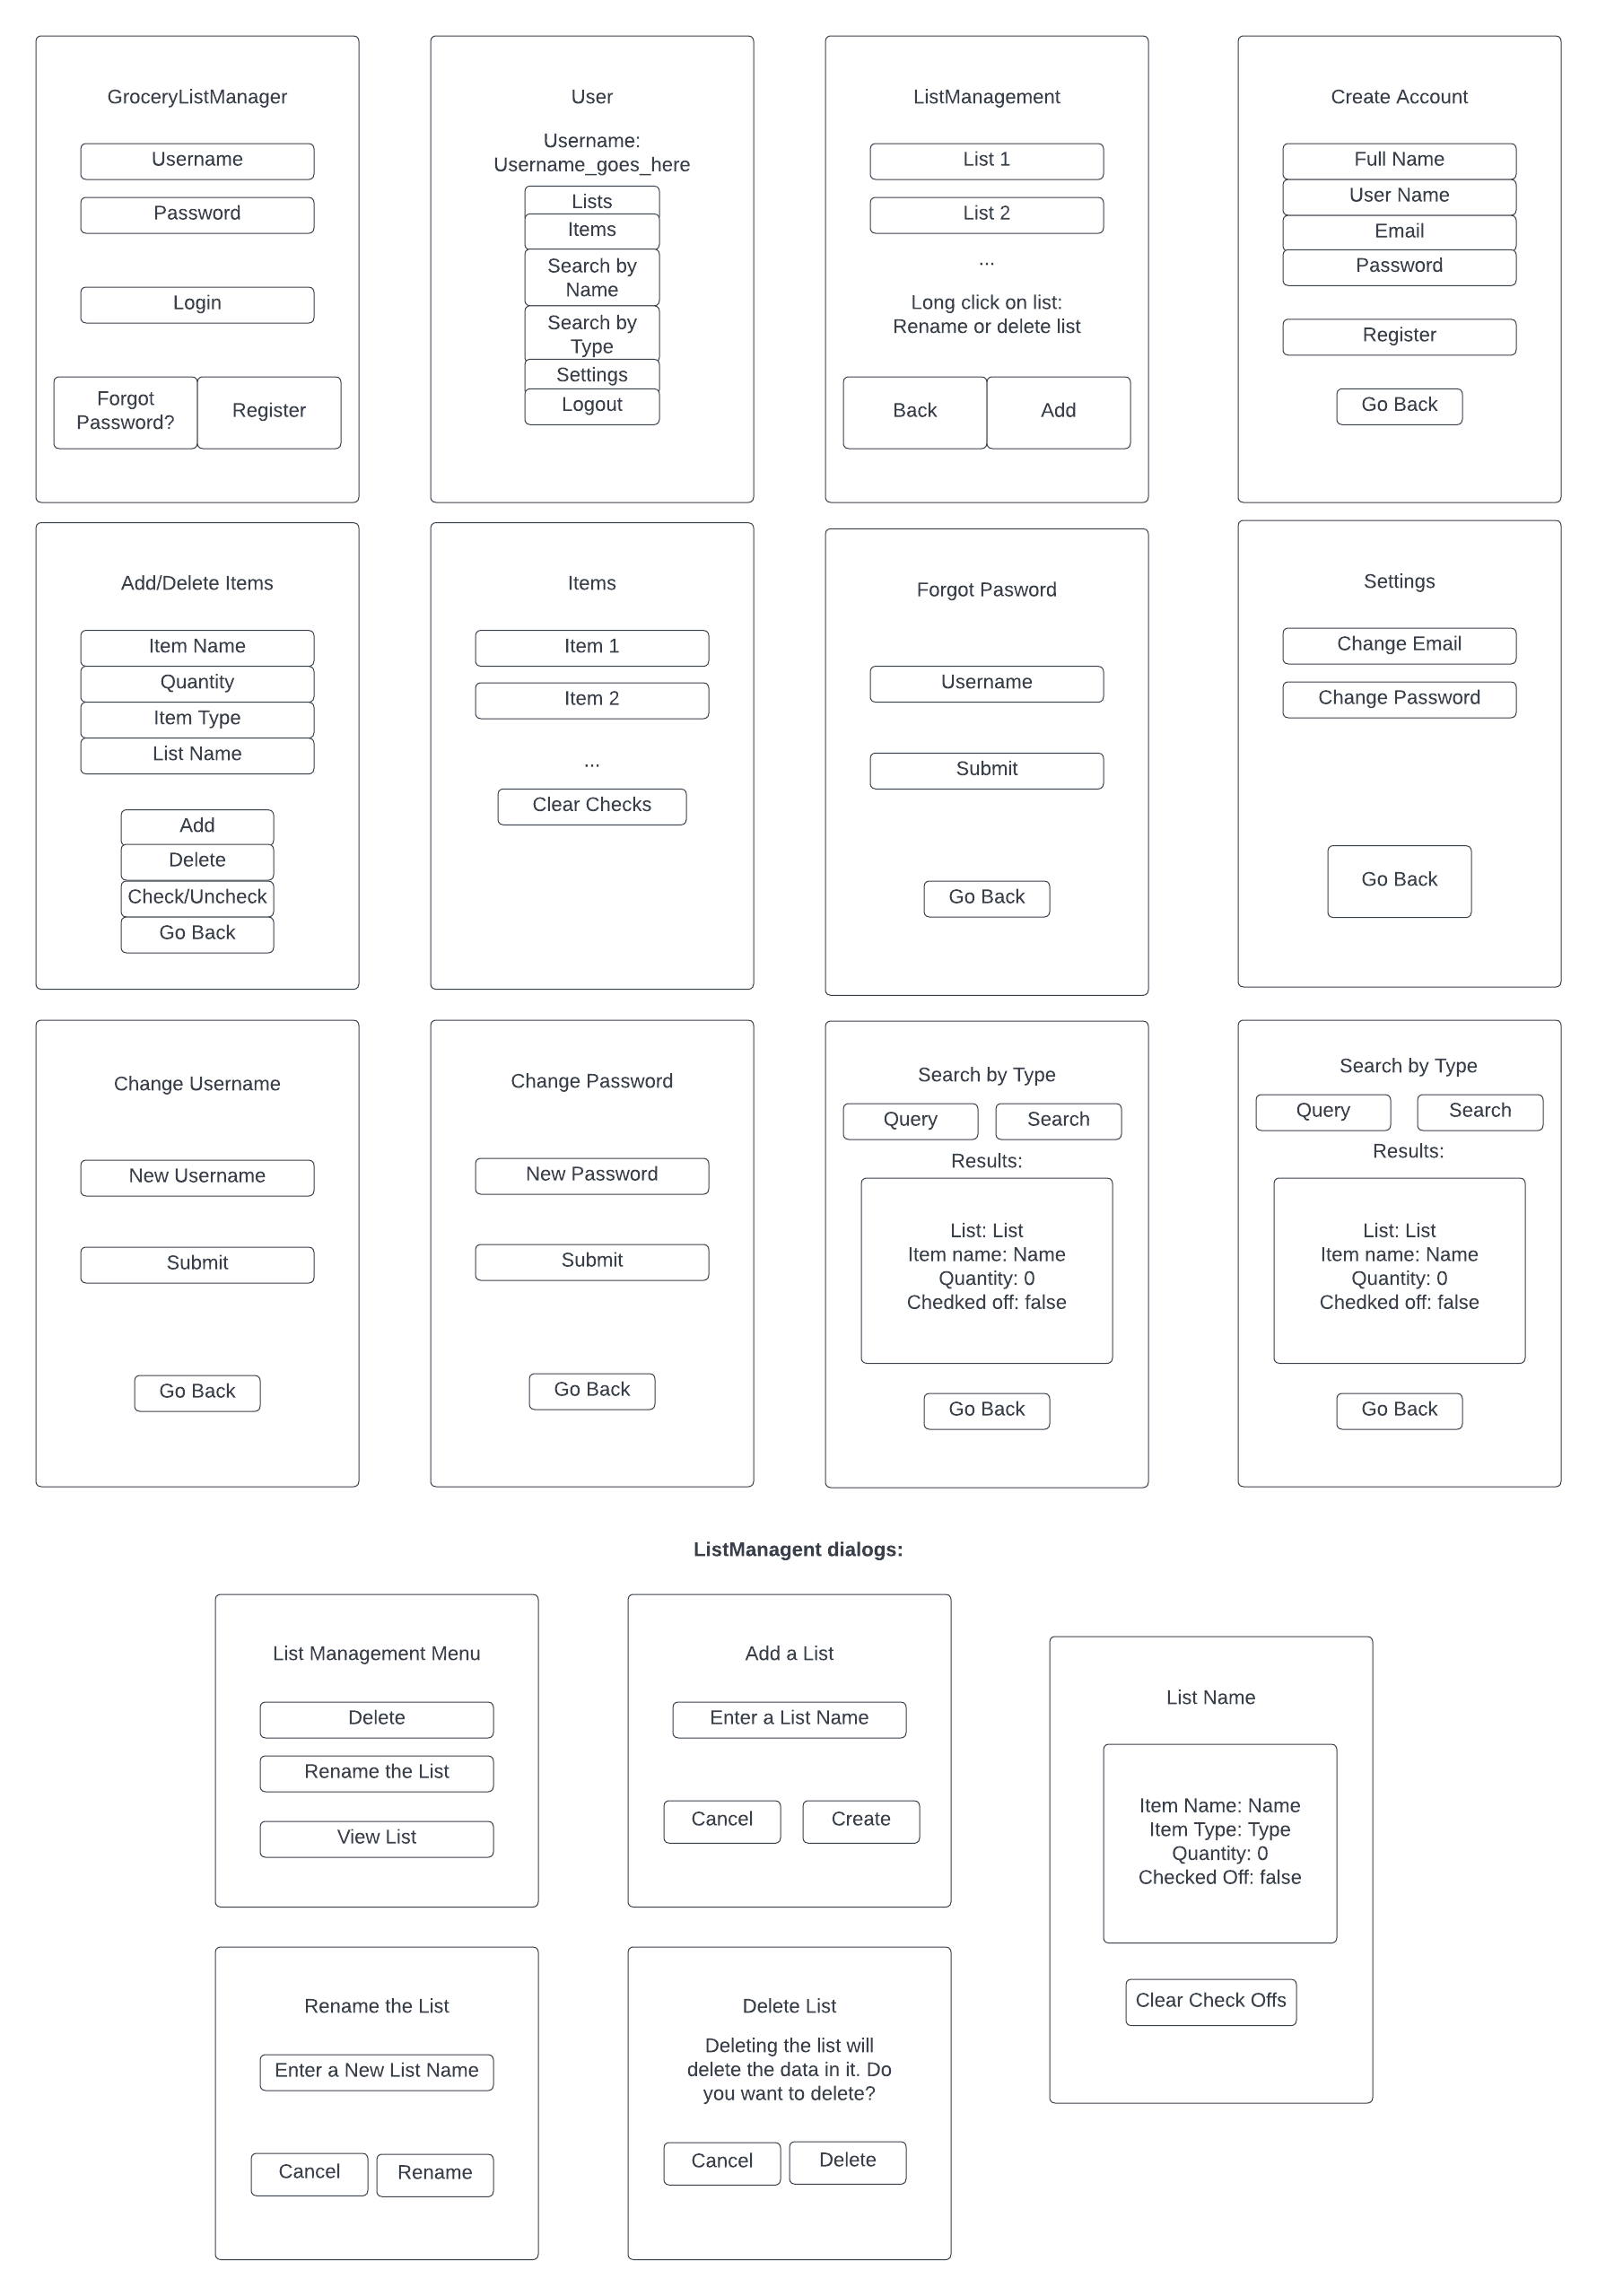 GroceryListManager
Username
Password
Login
Forgot
Password?
Register
User
Username:
Username_goes_here
Lists
Items
Search by
Name
Search by
Type
Settings
Logout
ListManagement
List 1
List 2
...
Long click on list:
Rename or delete list
Back
Add
Create Account
Full Name
User Name
Email
Password
Register
Go Back
Add/Delete Items
Item Name
Quantity
Item Type
List Name
Add
Delete
Check/Uncheck
Go Back
Items
Item 1
Item 2
...
Clear Checks
Forgot Pasword
Username
Submit
Go Back
Settings
Change Email
Change Password
Go Back
Change Username
New Username
Submit
Go Back
Change Password
New Password
Submit
Go Back
Search by Type
Query
Search
Results:
List: List
Item name: Name
Quantity: 0
Chedked off: false
Go Back
Search by Type
Query
Search
Results:
List: List
Item name: Name
Quantity: 0
Chedked off: false
Go Back
ListManagent dialogs:
List Management Menu
Delete
Rename the List
View List
Add a List
Enter a List Name
Cancel
Create
List Name
Item Name: Name
Item Type: Type
Quantity: 0
Checked Off: false
Clear Check Offs
Rename the List
Enter a New List Name
Cancel
Rename
Delete List
Deleting the list will
delete the data in it. Do
you want to delete?
Cancel
Delete